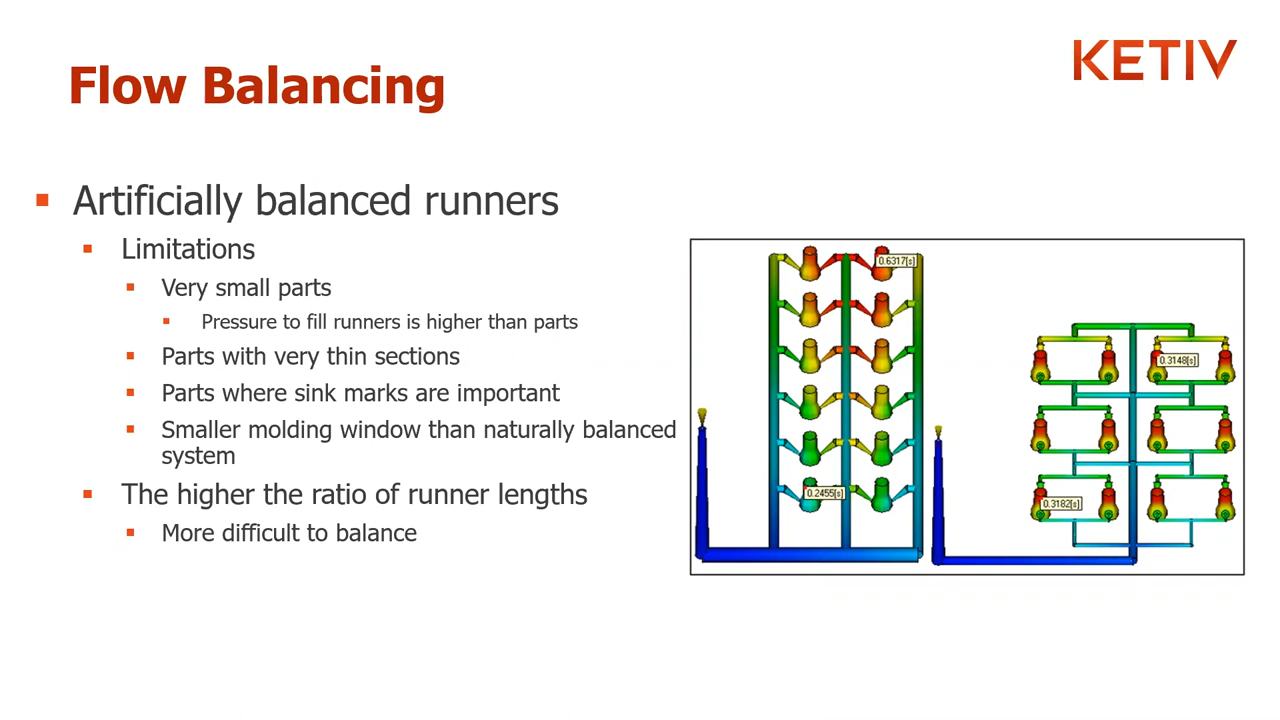 KETIV
Flow Balancing
Artificially balanced runners
Limitations
Very small parts
Pressure to fill runners is higher than parts
Parts with very thin sections
Parts where sink marks are important
Smaller molding window than naturally balanced
system
The higher the ratio of runner lengths
More difficult to balance
0.6317[s]
0.2455[s]
0.3148[s]
0.3182[s]